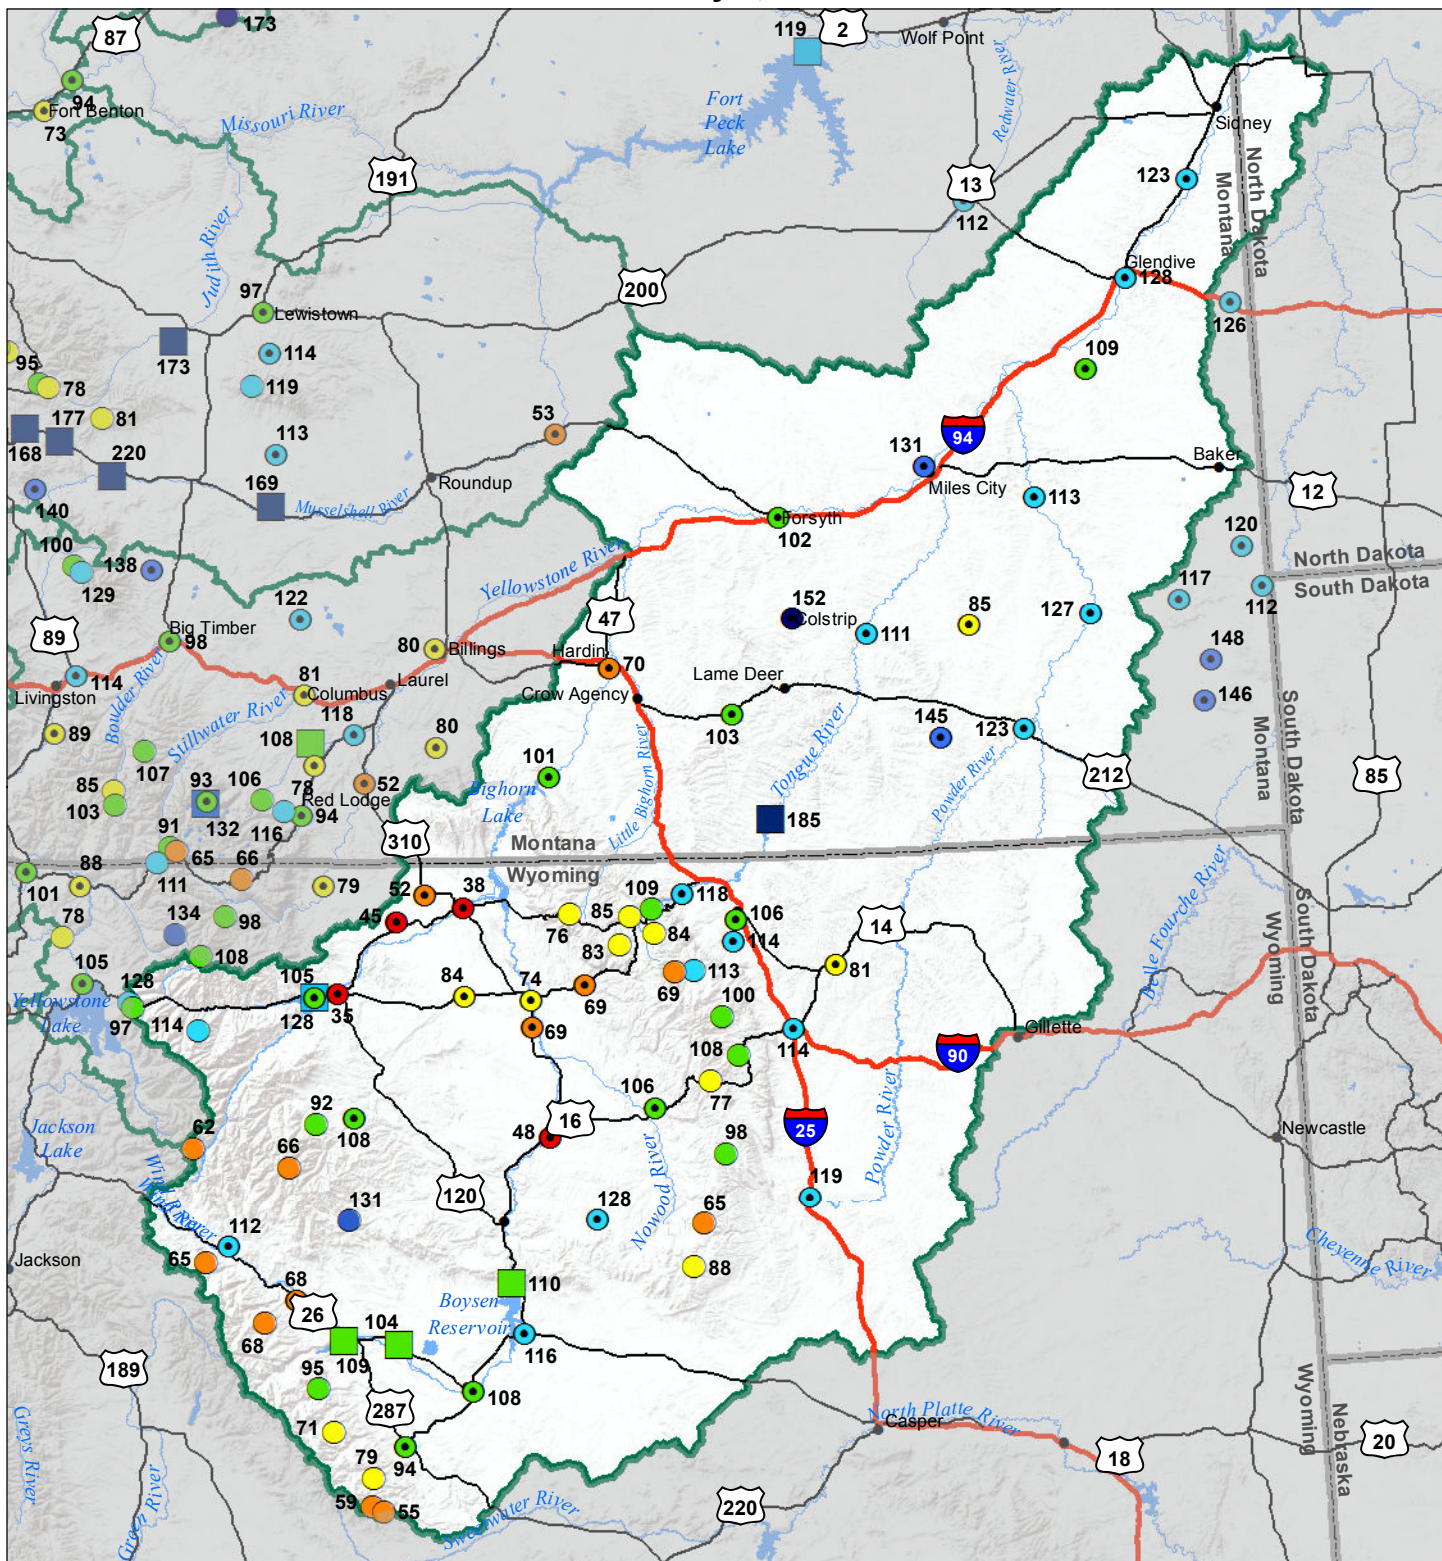 173
87
119
2
Wolf Point
94
Fort Benton
73
Missouri River
Fort
Peck
Lake
Redwater River
Sidney
191
13
112
123
North Dakota
Montana
Judith River
97
Lewistown
200
Glendive
128
126
173
114
119
95
78
109
177
81
168
220
113
53
94
131
Baker
169
Roundup
Miles City
113
12
140
Musselshell River
Forsyth
102
120
100
138
129
Yellowstone River
North Dakota
South Dakota
117
112
122
152
Colstrip
85
127
89
Big Timber
98
47
111
80
Billings
Hardin
70
148
114
Livingston
81
Columbus
Laurel
Crow Agency
Lame Deer
146
Boulder River
Stillwater River
118
108
89
80
103
145
123
South Dakota
Montana
107
101
Tongue River
Powder River
212
85
85
103
93
106
78
52
Red Lodge
Bighorn
Lake
Little Bighorn River
132
116
94
185
91
65
66
310
Montana
Wyoming
88
101
111
79
52
38
109
118
45
76
85
84
106
14
Belle Fourche River
South Dakota
Wyoming
78
134
98
83
114
108
81
105
128
105
84
74
69
69
113
Yellowstone
Lake
97
114
128
35
69
100
114
Gillette
90
108
77
92
108
106
16
25
Powder River
Newcastle
Jackson
Lake
62
66
48
98
Wind River
Wind River
120
119
131
128
Nowood River
65
112
Jackson
65
88
Cheyenne River
68
26
110
Boysen
Reservoir
68
104
109
116
189
95
108
287
71
94
North Platte River
Casper
Wyoming
Nebraska
20
18
79
Greys River
Green River
59
55
Sweetwater River
220